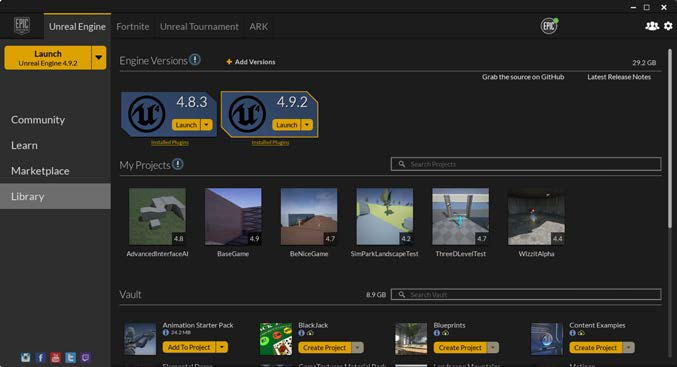 EPIC
GAMES
Unreal Engine
Fortnite
Unreal Tournament
ARK
EPIC
Launch
Unreal Engine 4.9.2
Community
Learn
Marketplace
Library
Engine Versions
+ Add Versions
29.2 GB
Grab the source on GitHub
Latest Release Notes
4.8.3
Launch
Installed Plugins
4.9.2
Launch
Installed Plugins
My Projects
Search Projects
4.8
4.9
4.7
4.2
4.7
4.4
AdvancedInterfaceAI
BaseGame
BeNiceGame
SimParkLandscapeTest
ThreeDLevelTest
WizzitAlpha
Vault
8.9 GB
Search Vault
Animation Starter Pack
24.2 MB
Add To Project
BlackJack
Create Project
Blueprints
Create Project
Content Examples
Create Project